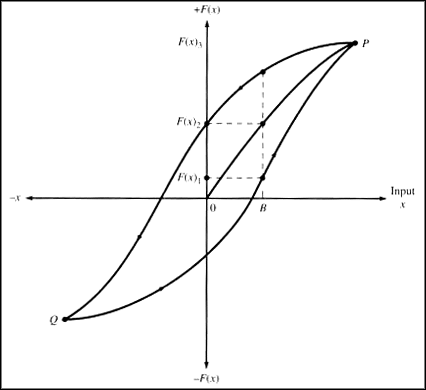 +F(x)
F(x)₃
P
F(x)₂
F(x)₁
–x
0
B
Input
x
Q
–F(x)